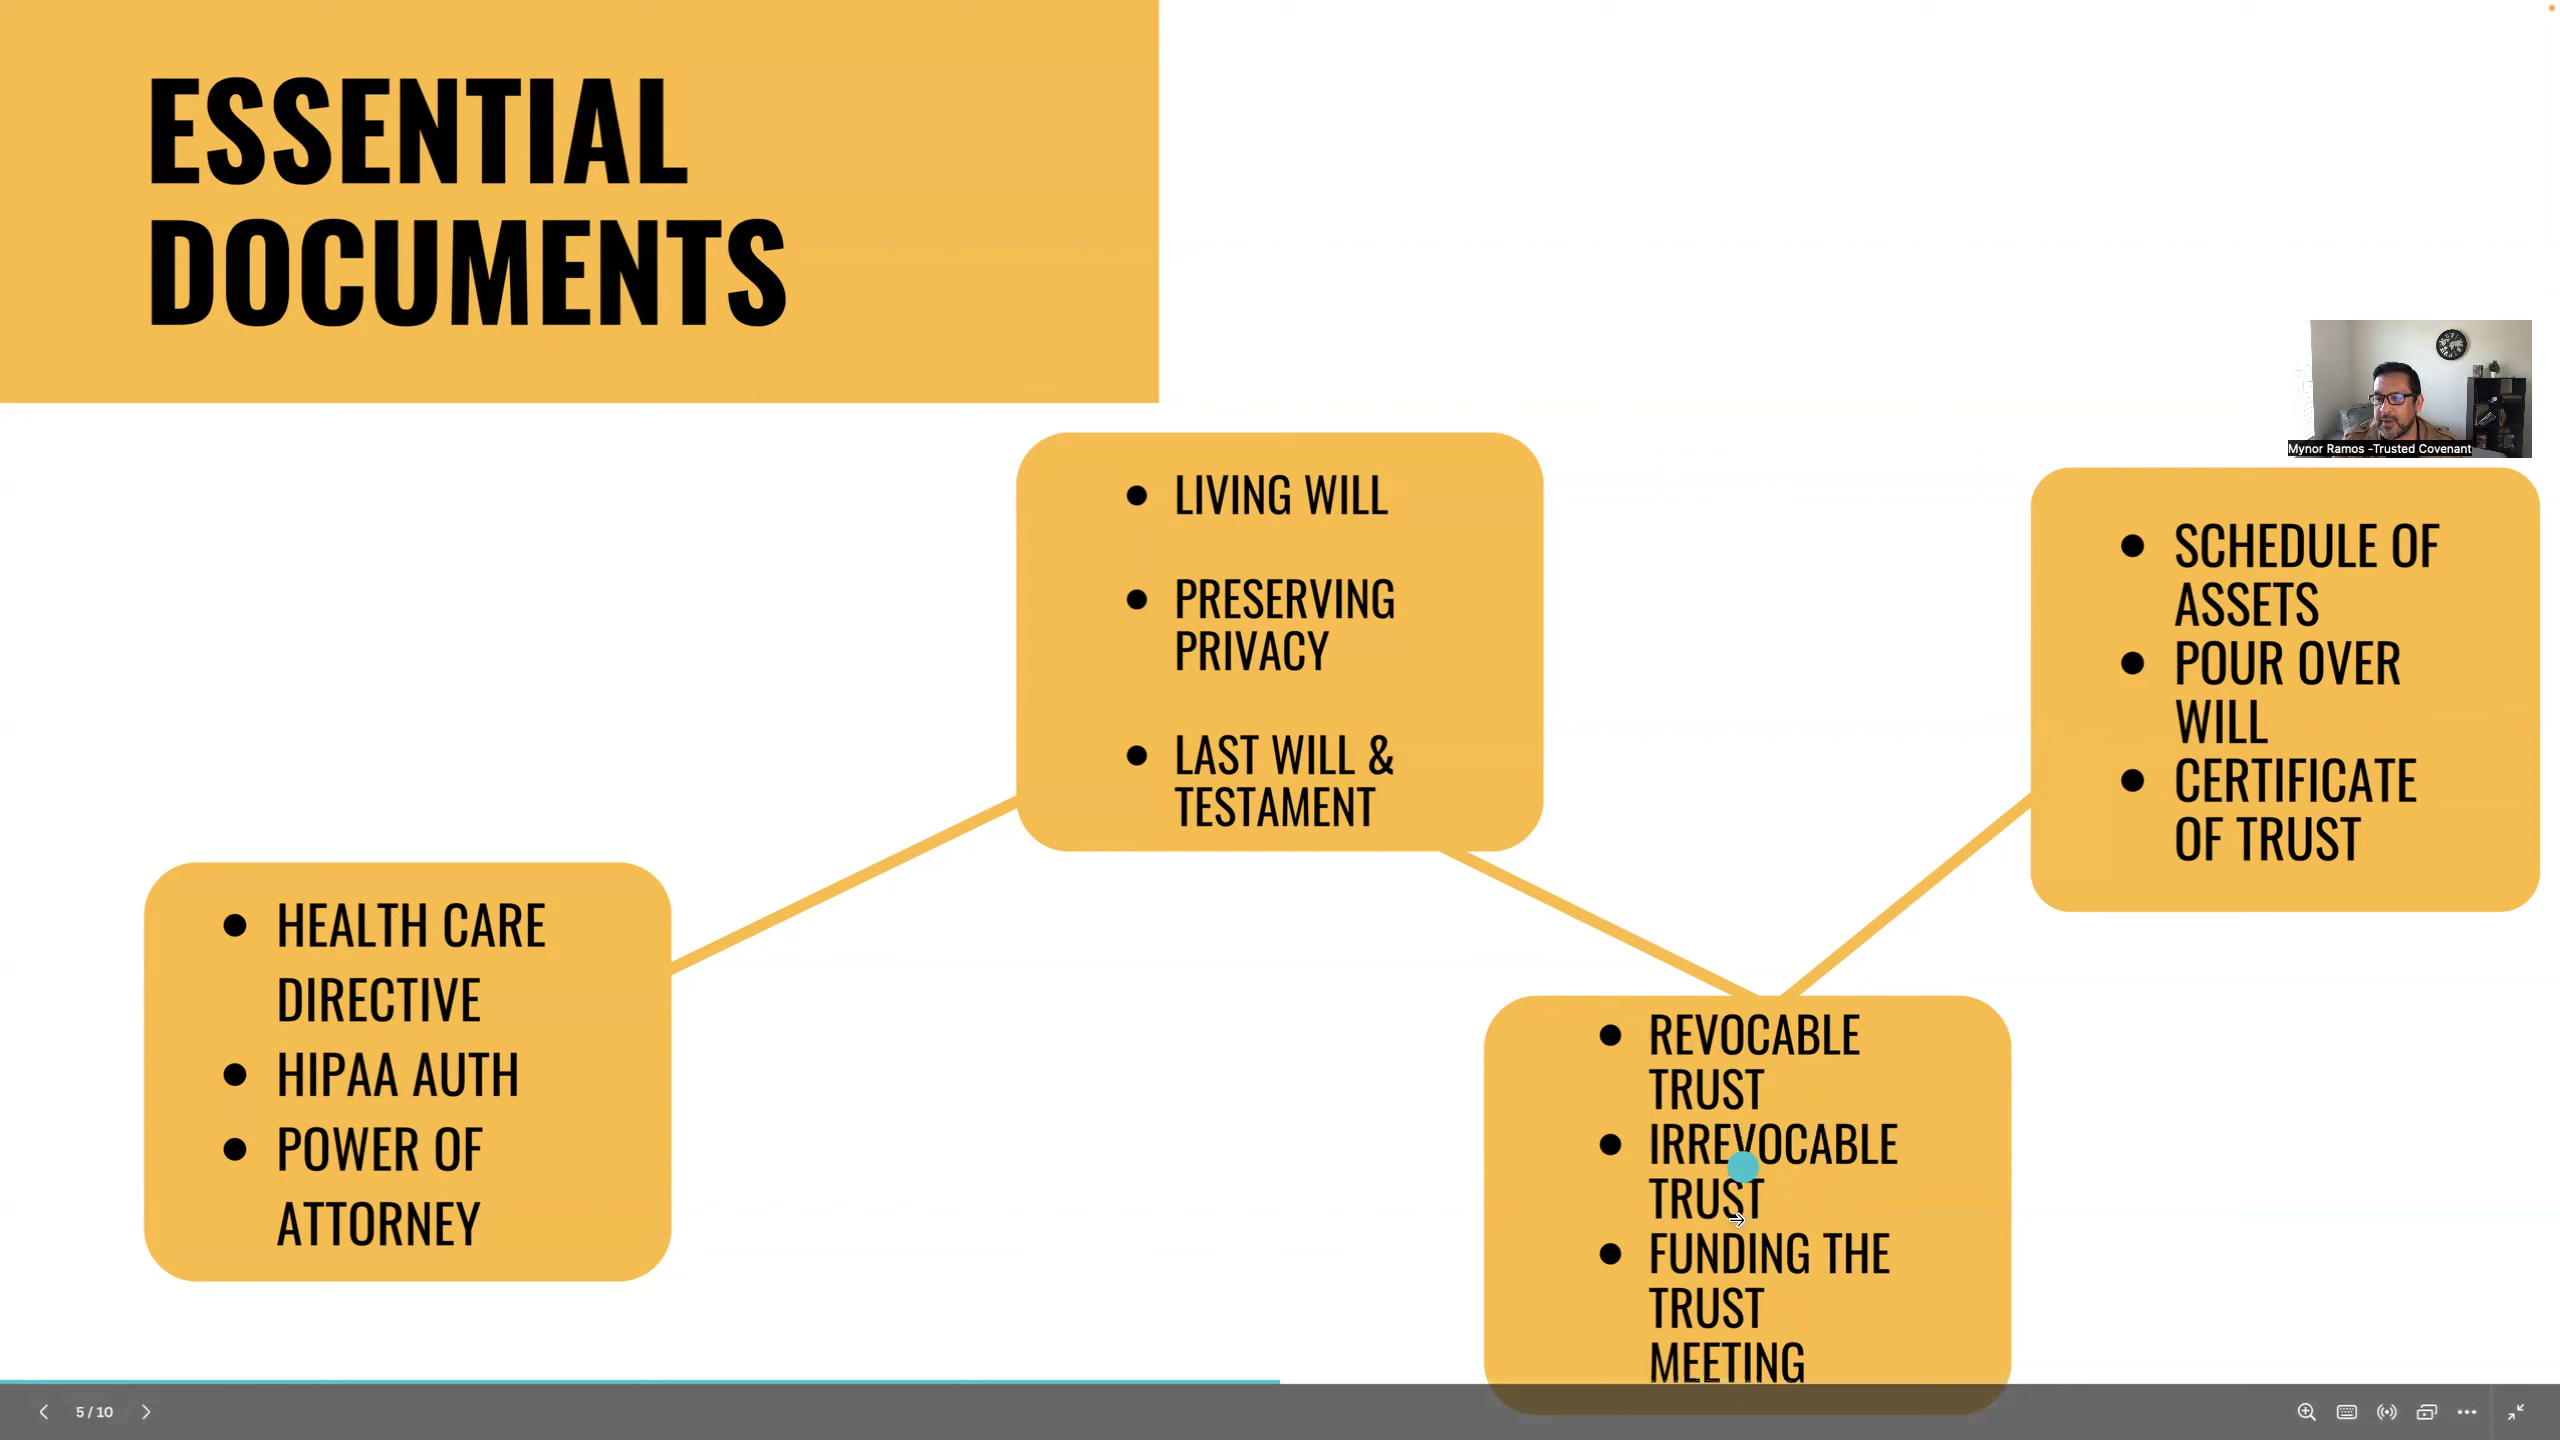 ESSENTIAL
DOCUMENTS
Mynor Ramos -Trusted Covenant
LIVING WILL
PRESERVING
PRIVACY
LAST WILL &
TESTAMENT
SCHEDULE OF
ASSETS
POUR OVER
WILL
CERTIFICATE
OF TRUST
HEALTH CARE
DIRECTIVE
HIPAA AUTH
POWER OF
ATTORNEY
REVOCABLE
TRUST
IRREVOCABLE
TRUST
FUNDING THE
TRUST
MEETING
5 / 10